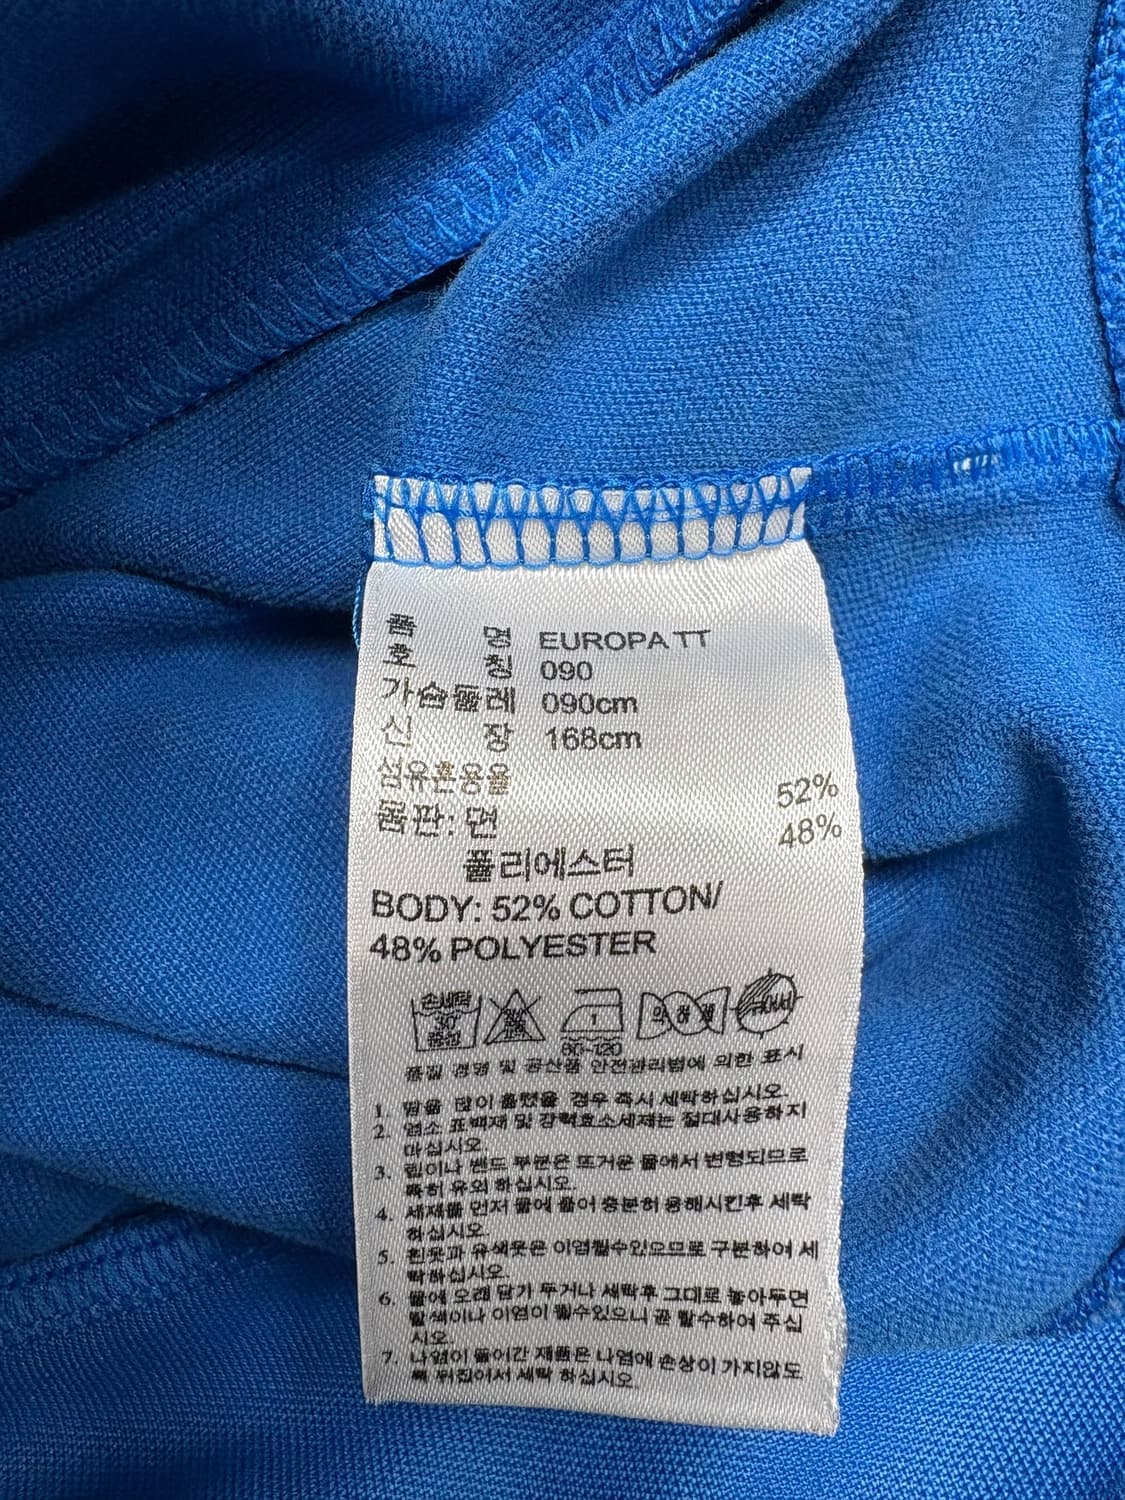 품 명 EUROPA TT
호 칭 090
가슴둘레 090cm
신 장 168cm
섬유혼용율
몸판: 면 52%
폴리에스터 48%
BODY: 52% COTTON/
48% POLYESTER
손세탁
30°
중성
1
80~120
품질 경영 및 공산품 안전관리법에 의한 표시
1. 땀을 많이 흘렸을 경우 즉시 세탁하십시오.
2. 염소 표백제 및 강력효소세제는 절대사용하지
마십시오
3. 립이나 밴드 부분은 뜨거운 물에서 변형되므로
특히 유의 하십시오.
4. 세제를 먼저 물에 풀어 충분히 용해시킨후 세탁
하십시오.
5. 흰옷과 유색옷은 이염될수있으므로 구분하여 세
탁하십시오.
6. 물에 오래 담가 두거나 세탁후 그대로 놓아두면
탈색이나 이염이 될수있으니 곧 탈수하여 주십
시오.
7. 나염이 들어간 제품은 나염에 손상이 가지않도
록 뒤집어서 세탁 하십시오.